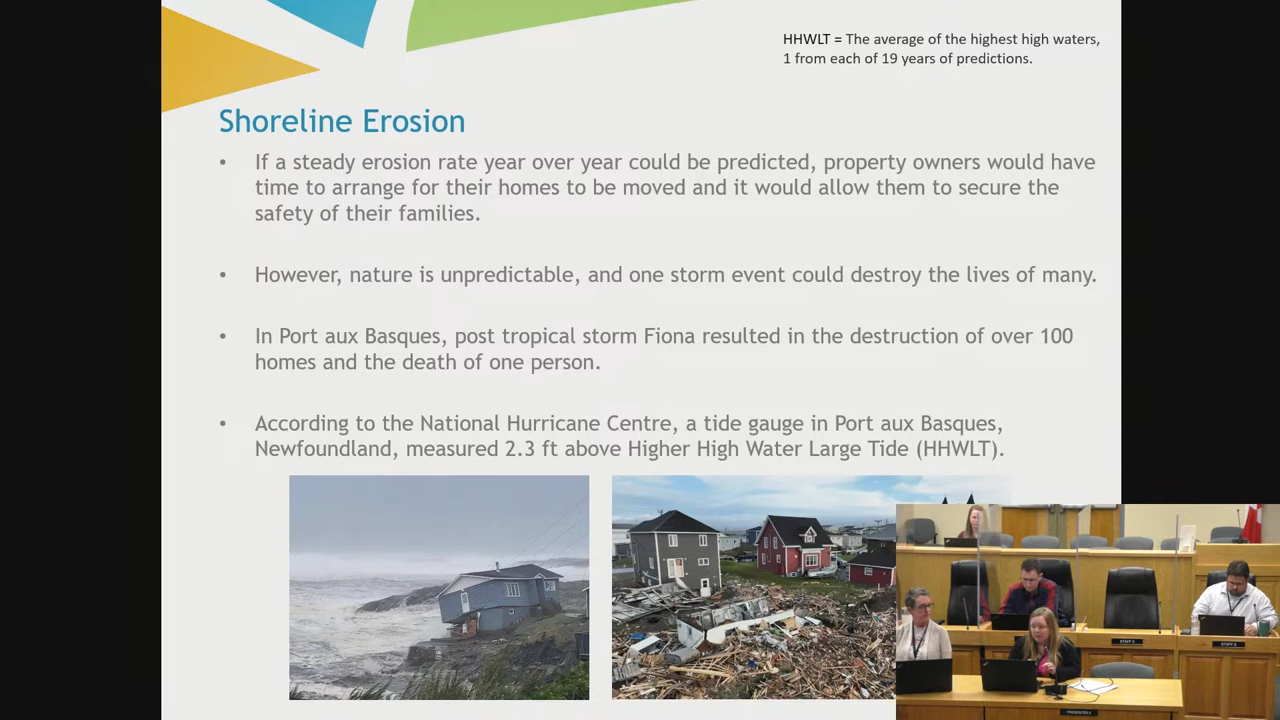 HHWLT = The average of the highest high waters,
1 from each of 19 years of predictions.
Shoreline Erosion
• If a steady erosion rate year over year could be predicted, property owners would have
time to arrange for their homes to be moved and it would allow them to secure the
safety of their families.
• However, nature is unpredictable, and one storm event could destroy the lives of many.
• In Port aux Basques, post tropical storm Fiona resulted in the destruction of over 100
homes and the death of one person.
• According to the National Hurricane Centre, a tide gauge in Port aux Basques,
Newfoundland, measured 2.3 ft above Higher High Water Large Tide (HHWLT).